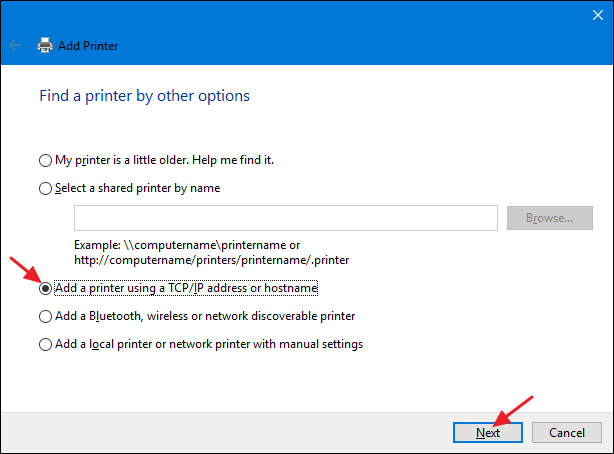 Add Printer
Find a printer by other options
My printer is a little older. Help me find it.
Select a shared printer by name
Browse...
Example: \\computername\printername or
http://computername/printers/printername/.printer
Add a printer using a TCP/IP address or hostname
Add a Bluetooth, wireless or network discoverable printer
Add a local printer or network printer with manual settings
Next
Cancel